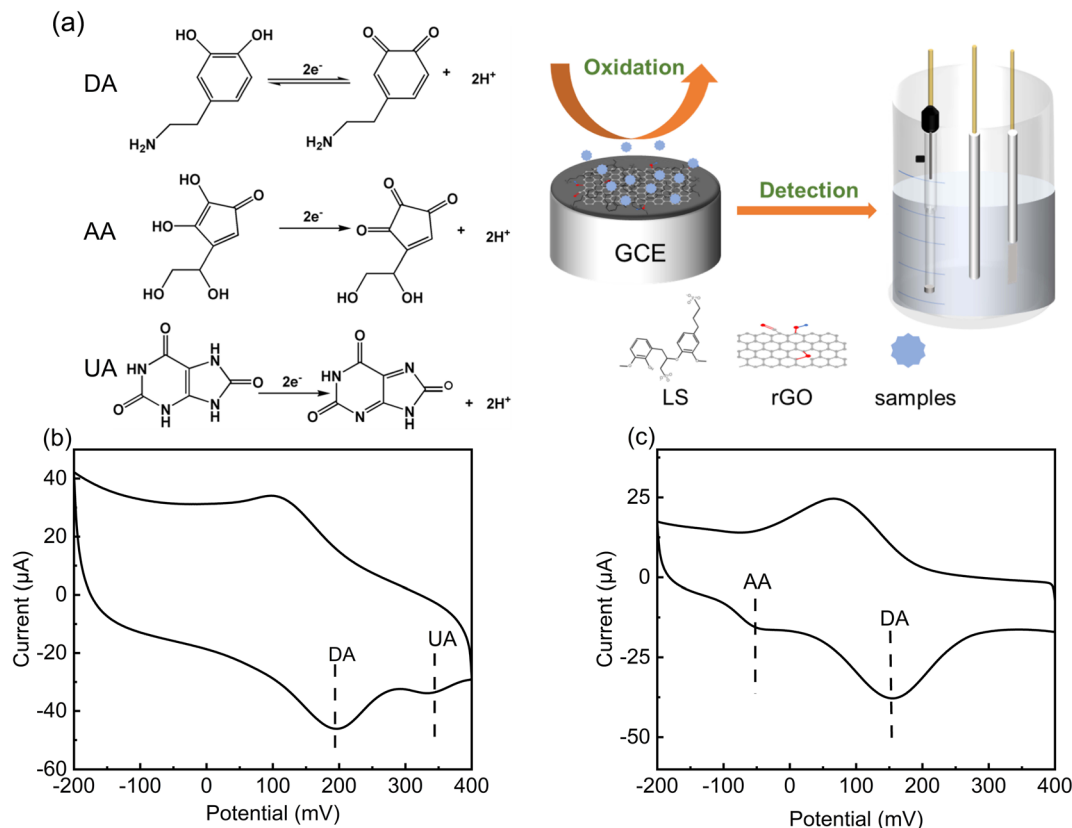 (a)
DA
HO
OH
H₂N
2e⁻
O
O
H₂N
+ 2H⁺
AA
HO
O
HO
HO
OH
2e⁻
O
O
O
HO
OH
+ 2H⁺
UA
O
H
N
HN
O
O
N
H
N
H
2e⁻
O
N
HN
O
O
N
N
H
+ 2H⁺
Oxidation
GCE
Detection
LS
rGO
samples
(b)
Current (μA)
40
20
0
-20
-40
-60
DA
UA
-200
-100
0
100
200
300
400
Potential (mV)
(c)
Current (μA)
25
0
-25
-50
AA
DA
-200
-100
0
100
200
300
400
Potential (mV)